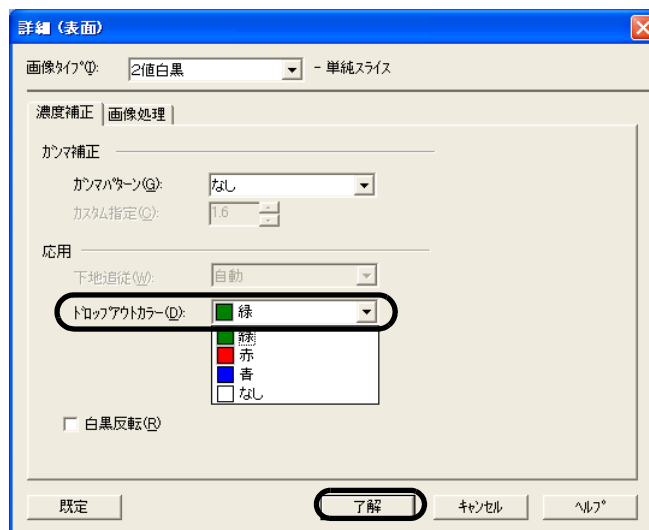 詳細（表面）
画像ﾀｲﾌﾟ(I): 2値白黒 - 単純ｽﾗｲｽ
濃度補正 画像処理
ｶﾞﾝﾏ補正
ｶﾞﾝﾏﾊﾟﾀｰﾝ(G): なし
ｶｽﾀﾑ指定(C): 1.6
応用
下地追従(W): 自動
ﾄﾞﾛｯﾌﾟｱｳﾄｶﾗｰ(D): 緑
緑
赤
青
なし
白黒反転(R)
既定 了解 ｷｬﾝｾﾙ ﾍﾙﾌﾟ